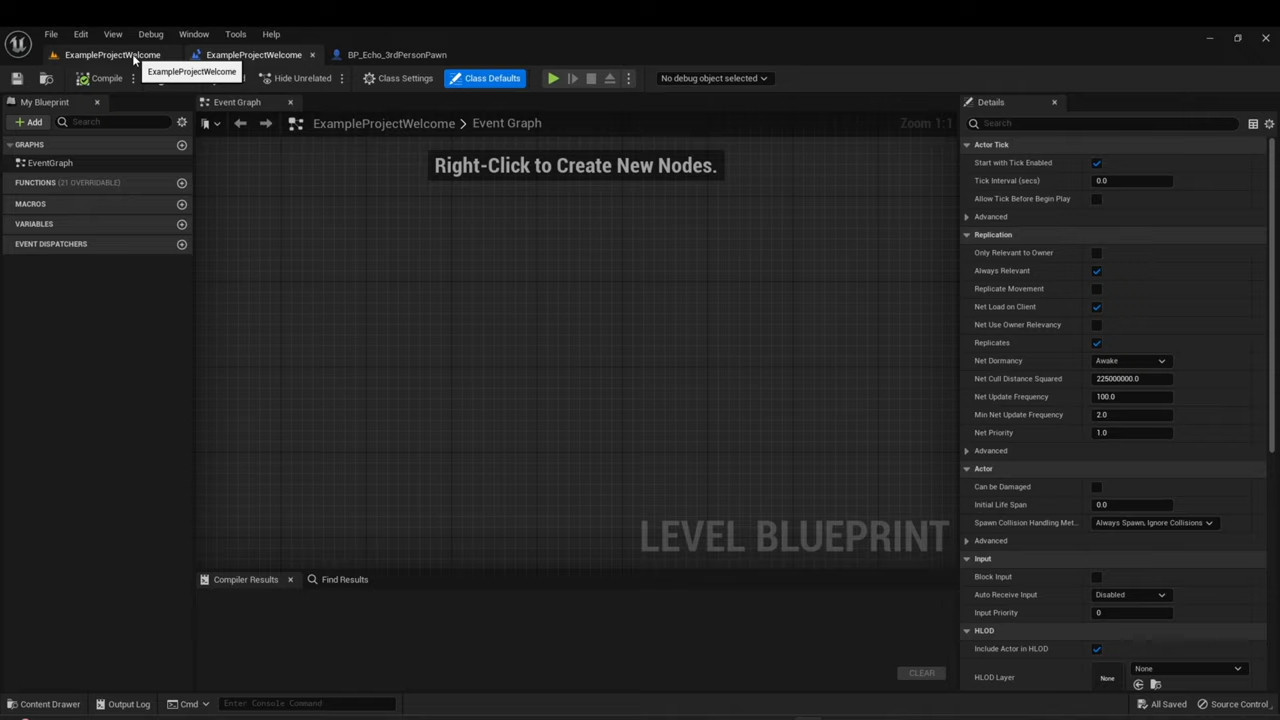 File Edit View Debug Window Tools Help
ExampleProjectWelcome ExampleProjectWelcome BP_Echo_3rdPersonPawn
ExampleProjectWelcome
Compile Hide Unrelated Class Settings Class Defaults No debug object selected
My Blueprint Event Graph Details
Add Search ExampleProjectWelcome > Event Graph Zoom 1:1 Search
GRAPHS
EventGraph
FUNCTIONS (21 OVERRIDABLE)
MACROS
VARIABLES
EVENT DISPATCHERS
Right-Click to Create New Nodes.
LEVEL BLUEPRINT
Actor Tick
Start with Tick Enabled
Tick Interval (secs) 0.0
Allow Tick Before Begin Play
Advanced
Replication
Only Relevant to Owner
Always Relevant
Replicate Movement
Net Load on Client
Net Use Owner Relevancy
Replicates
Net Dormancy Awake
Net Cull Distance Squared 225000000.0
Net Update Frequency 100.0
Min Net Update Frequency 2.0
Net Priority 1.0
Advanced
Actor
Can be Damaged
Initial Life Span 0.0
Spawn Collision Handling Met... Always Spawn, Ignore Collisions
Advanced
Input
Block Input
Auto Receive Input Disabled
Input Priority 0
HLOD
Include Actor in HLOD
HLOD Layer None None
Compiler Results Find Results
CLEAR
Content Drawer Output Log Cmd Enter Console Command All Saved Source Control